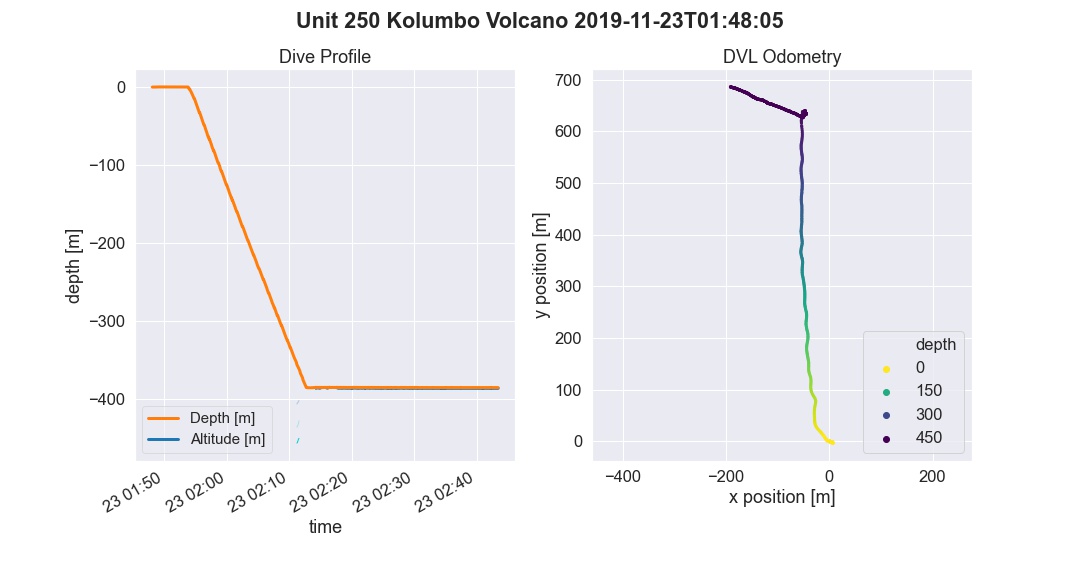 Unit 250 Kolumbo Volcano 2019-11-23T01:48:05
Dive Profile
0
−100
−200
−300
−400
depth [m]
Depth [m]
Altitude [m]
23 01:50
23 02:00
23 02:10
23 02:20
23 02:30
23 02:40
time
DVL Odometry
700
600
500
400
300
200
100
0
y position [m]
depth
0
150
300
450
−400
−200
0
200
x position [m]